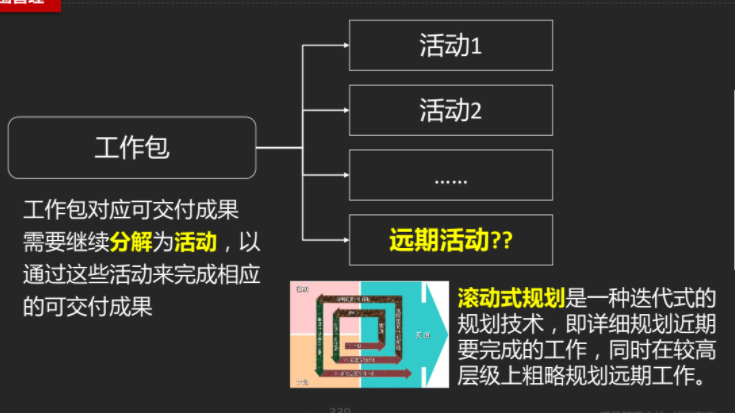 活动1
活动2
工作包
......
工作包对应可交付成果
需要继续分解为活动，以
通过这些活动来完成相应
的可交付成果
远期活动??
滚动式规划是一种迭代式的
规划技术，即详细规划近期
要完成的工作，同时在较高
层级上粗略规划远期工作。
339